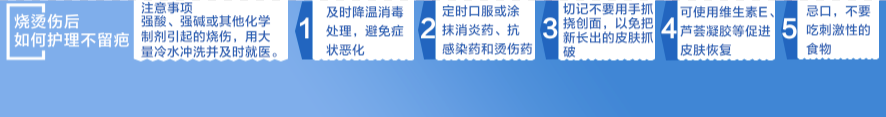 烧烫伤后
如何护理不留疤
注意事项
强酸、强碱或其他化学
制剂引起的烧伤，用大
量冷水冲洗并及时就医。
1
及时降温消毒
处理，避免症
状恶化
2
定时口服或涂
抹消炎药、抗
感染药和烫伤药
3
切记不要用手抓
挠创面，以免把
新长出的皮肤抓
破
4
可使用维生素E、
芦荟凝胶等促进
皮肤恢复
5
忌口，不要
吃刺激性的
食物